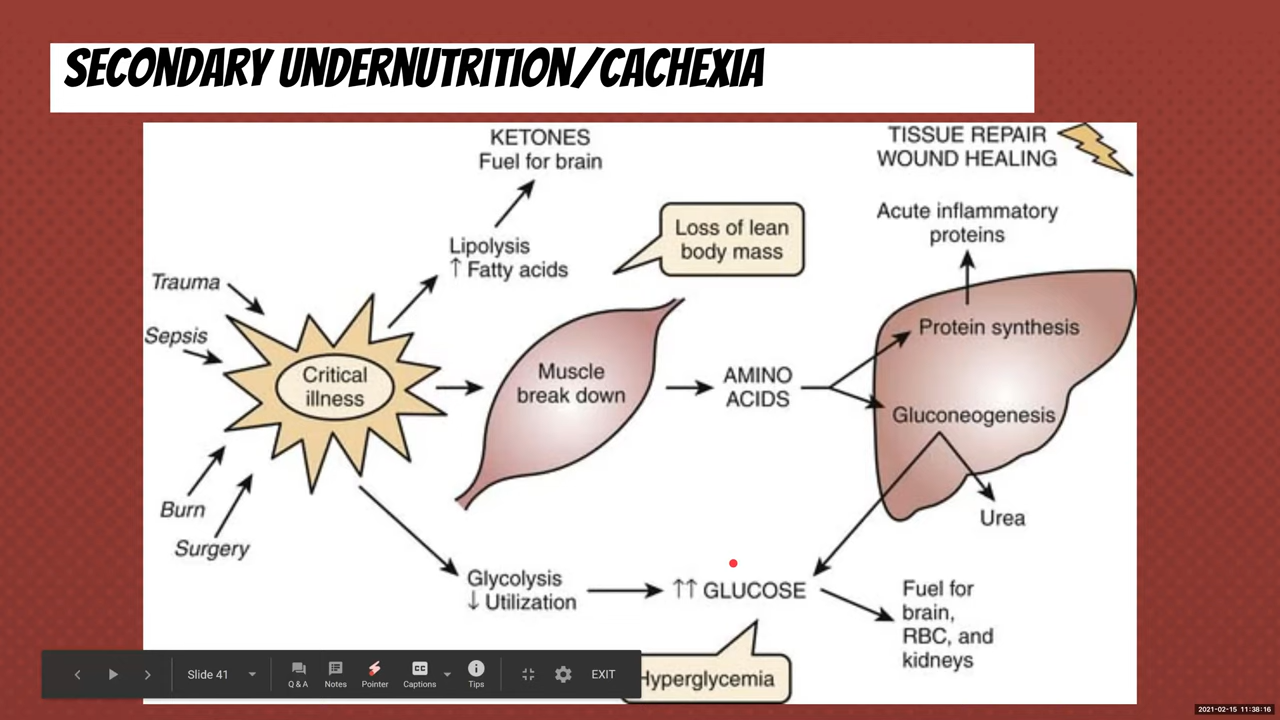 SECONDARY UNDERNUTRITION/CACHEXIA
KETONES
Fuel for brain
TISSUE REPAIR
WOUND HEALING
Lipolysis
↑ Fatty acids
Loss of lean
body mass
Acute inflammatory
proteins
Trauma
Sepsis
Critical
illness
Burn
Surgery
Muscle
break down
AMINO
ACIDS
Protein synthesis
Gluconeogenesis
Urea
Glycolysis
↓ Utilization
↑↑ GLUCOSE
Fuel for
brain,
RBC, and
kidneys
Hyperglycemia
Slide 41
Q & A
Notes
Pointer
CC
Captions
Tips
EXIT
2021-02-15 11:38:16